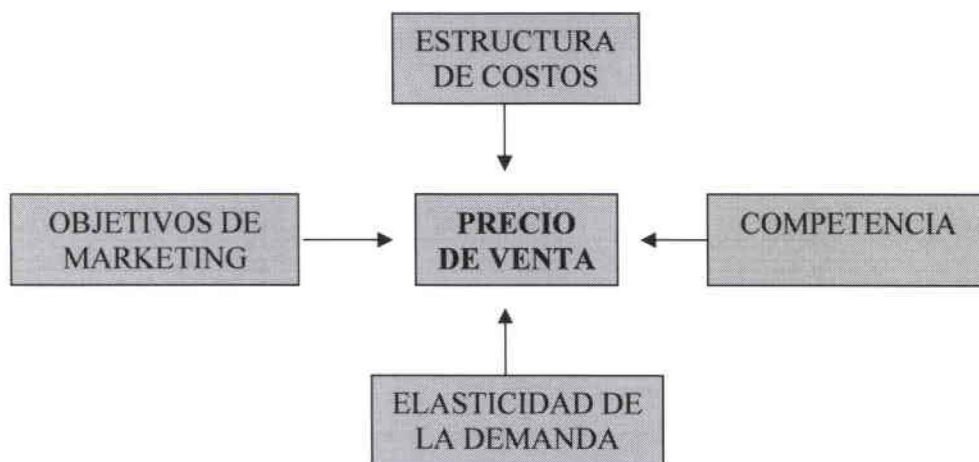 ESTRUCTURA
DE COSTOS
OBJETIVOS DE
MARKETING
PRECIO
DE VENTA
COMPETENCIA
ELASTICIDAD DE
LA DEMANDA